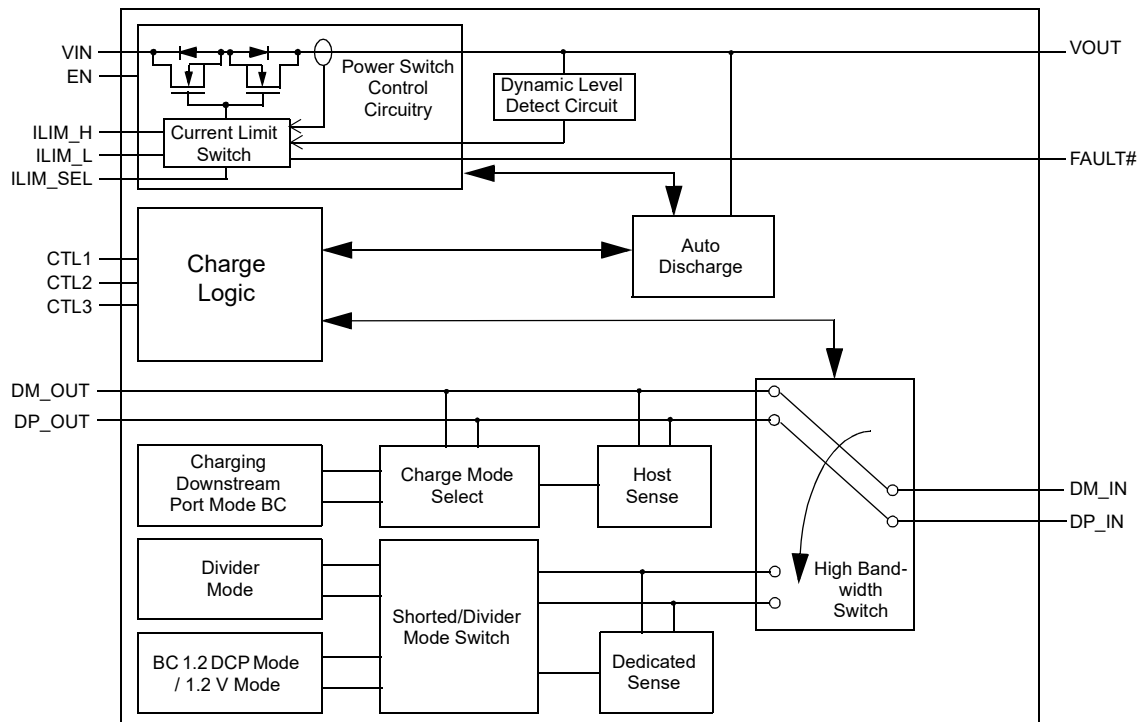 VIN
EN
ILIM_H
ILIM_L
ILIM_SEL
Power Switch
Control
Circuitry
Current Limit
Switch
Dynamic Level
Detect Circuit
VOUT
FAULT#
CTL1
CTL2
CTL3
Charge
Logic
Auto
Discharge
DM_OUT
DP_OUT
Charging
Downstream
Port Mode BC
Charge Mode
Select
Host
Sense
DM_IN
DP_IN
Divider
Mode
Shorted/Divider
Mode Switch
High Band-
width
Switch
BC 1.2 DCP Mode
/ 1.2 V Mode
Dedicated
Sense